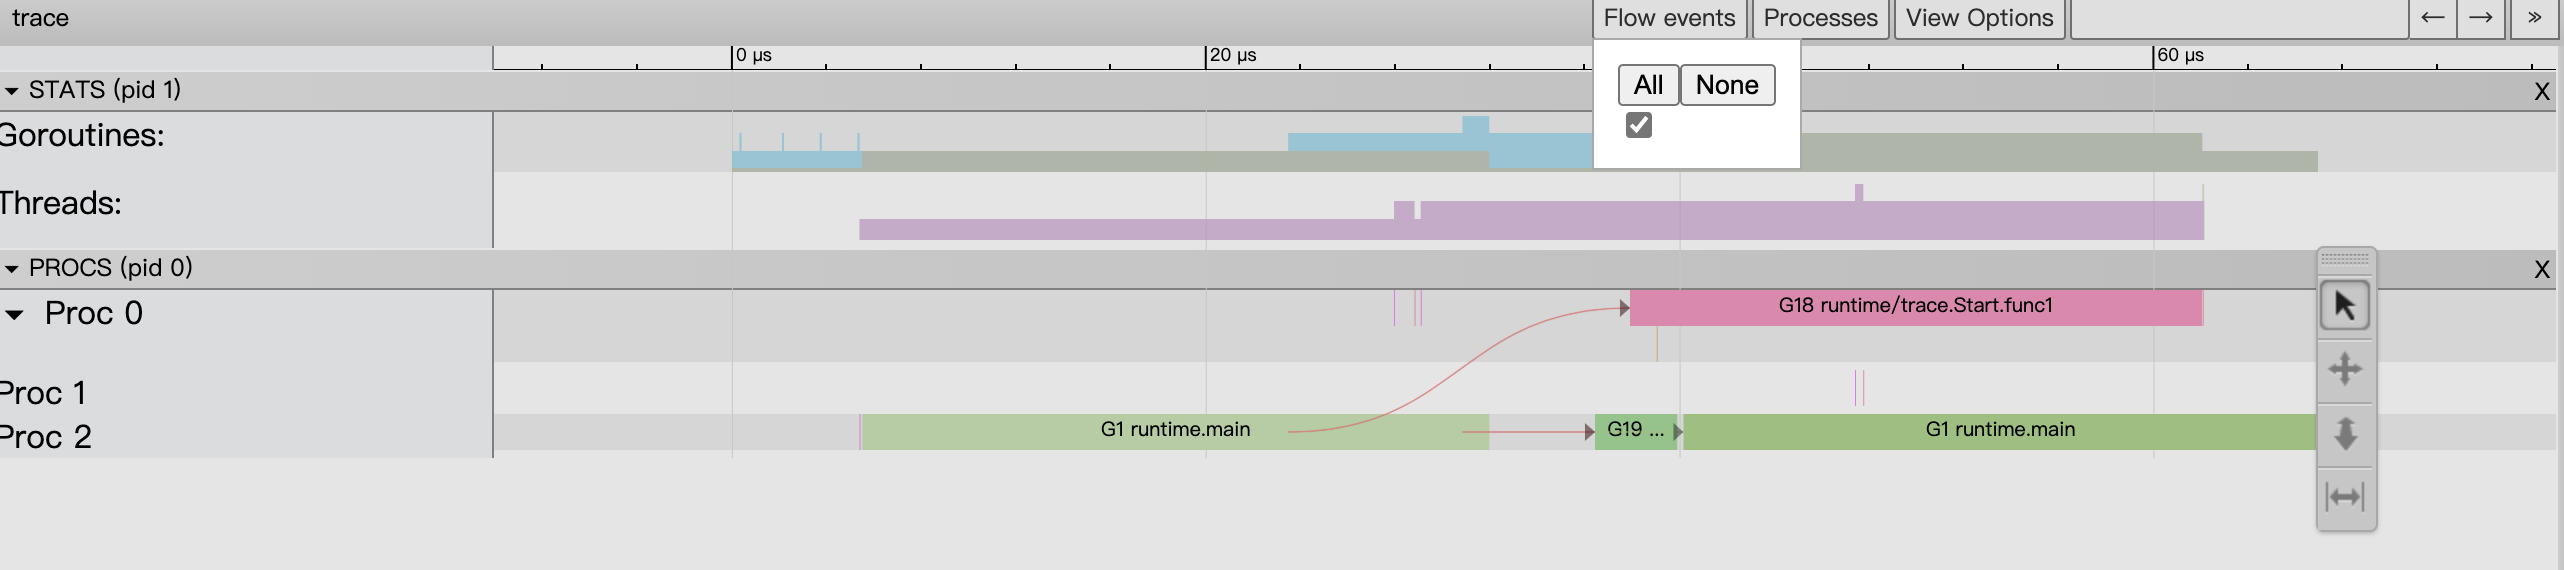 trace
Flow events
Processes
View Options
←
→
»
0 μs
20 μs
60 μs
All
None
STATS (pid 1)
X
Goroutines:
Threads:
PROCS (pid 0)
X
Proc 0
G18 runtime/trace.Start.func1
Proc 1
Proc 2
G1 runtime.main
G19 ...
G1 runtime.main